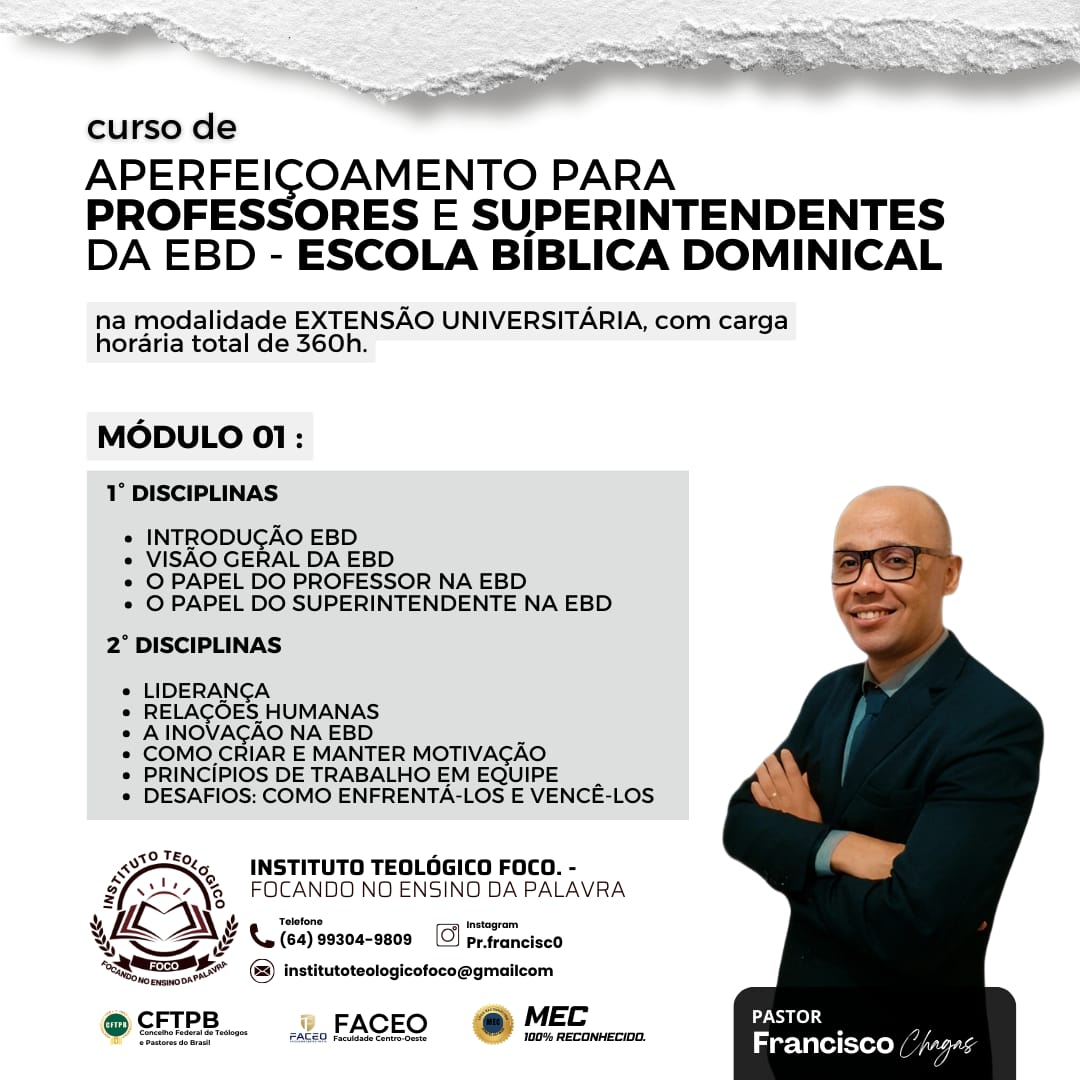 curso de
APERFEIÇOAMENTO PARA
PROFESSORES E SUPERINTENDENTES
DA EBD - ESCOLA BÍBLICA DOMINICAL
na modalidade EXTENSÃO UNIVERSITÁRIA, com carga
horária total de 360h.
MÓDULO 01 :
1° DISCIPLINAS
• INTRODUÇÃO EBD
• VISÃO GERAL DA EBD
• O PAPEL DO PROFESSOR NA EBD
• O PAPEL DO SUPERINTENDENTE NA EBD
2° DISCIPLINAS
• LIDERANÇA
• RELAÇÕES HUMANAS
• A INOVAÇÃO NA EBD
• COMO CRIAR E MANTER MOTIVAÇÃO
• PRINCÍPIOS DE TRABALHO EM EQUIPE
• DESAFIOS: COMO ENFRENTÁ-LOS E VENCÊ-LOS
INSTITUTO TEOLÓGICO
FOCO
FOCANDO NO ENSINO DA PALAVRA
INSTITUTO TEOLÓGICO FOCO. -
FOCANDO NO ENSINO DA PALAVRA
Telefone
(64) 99304-9809
Instagram
Pr.francisc0
institutoteologicofoco@gmailcom
CFTPB
CFTPB
Concelho Federal de Teólogos
e Pastores do Brasil
FACEO
FACEO
Faculdade Centro-Oeste
MEC
MEC
100% RECONHECIDO.
PASTOR
Francisco Chagas